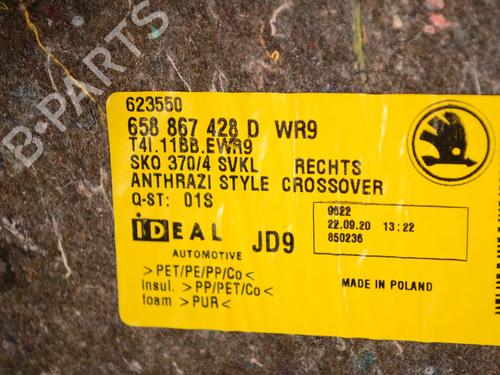 623550
658 867 428 D WR9
T4I.11BB.EWR9
SKO 370/4 SVKL RECHTS
ANTHRAZI STYLE CROSSOVER
Q-ST: 01S
9622
22.09.20 13:22
850236
iDEAL
AUTOMOTIVE
JD9
>PET/PE/PP/Co<
Insul. >PP/PET/Co<
foam >PUR<
MADE IN POLAND
B-PARTS